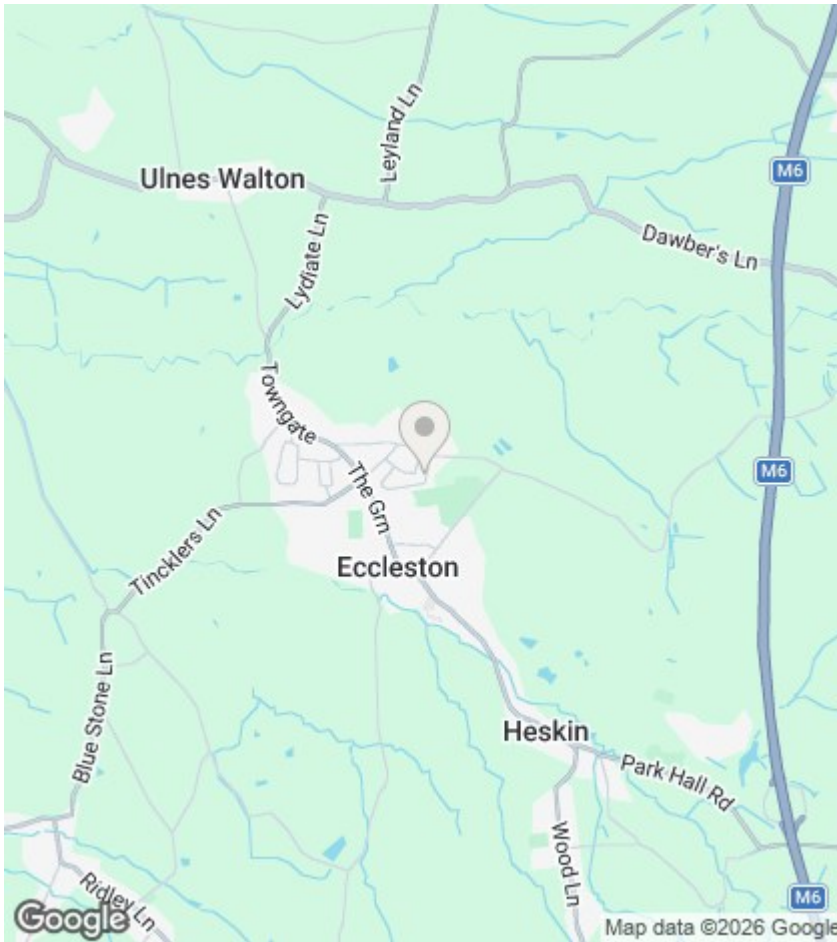 Leyland Ln
M6
Ulnes Walton
Lydiate Ln
Dawber's Ln
Towngate
The Grn
M6
Tincklers Ln
Eccleston
Blue Stone Ln
Heskin
Park Hall Rd
Wood Ln
Ridley Ln
M6
Google
Map data ©2026 Google